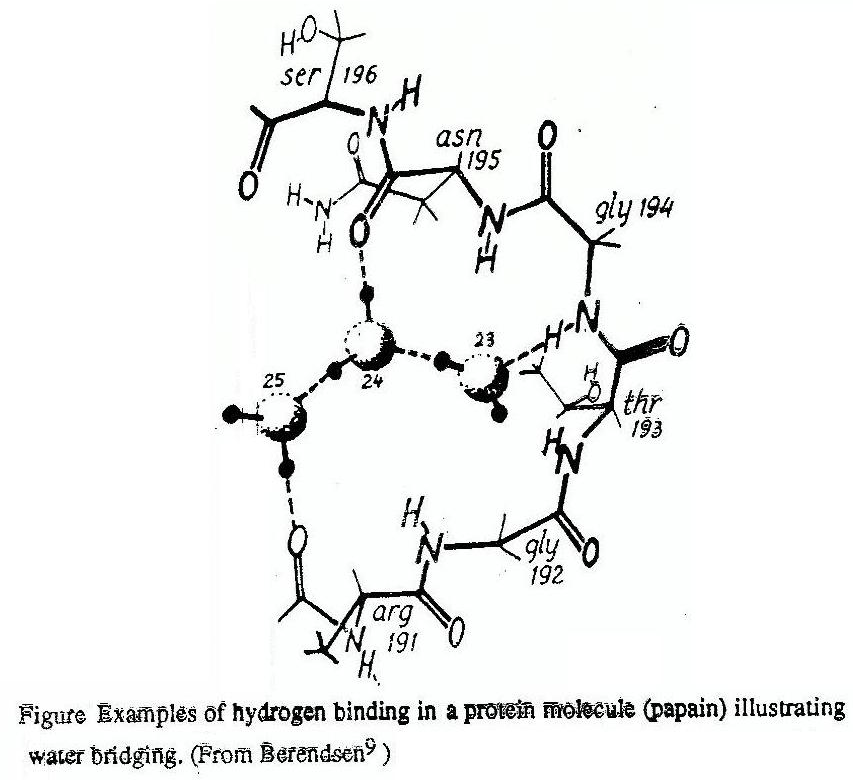 H-O
ser 196
N H
O
asn
195
O
O
H-N
H
O
N
H
gly 194
N
H
O
H
O
thr
193
H
N
23
24
25
O
H
N
gly
192
O
arg
191
N
H
O
Figure Examples of hydrogen binding in a protein molecule (papain) illustrating
water bridging. (From Berendsen⁹)